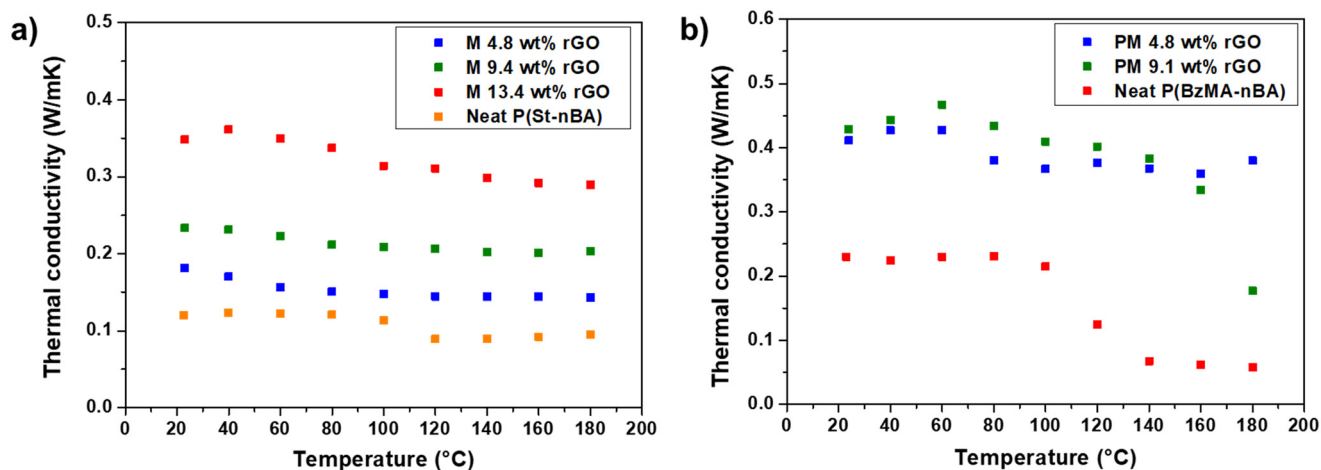 a)
M 4.8 wt% rGO
M 9.4 wt% rGO
M 13.4 wt% rGO
Neat P(St-nBA)
Thermal conductivity (W/mK)
0.5
0.4
0.3
0.2
0.1
0.0
0 20 40 60 80 100 120 140 160 180 200
Temperature (°C)
b)
PM 4.8 wt% rGO
PM 9.1 wt% rGO
Neat P(BzMA-nBA)
Thermal conductivity (W/mK)
0.6
0.5
0.4
0.3
0.2
0.1
0.0
0 20 40 60 80 100 120 140 160 180 200
Temperature (°C)